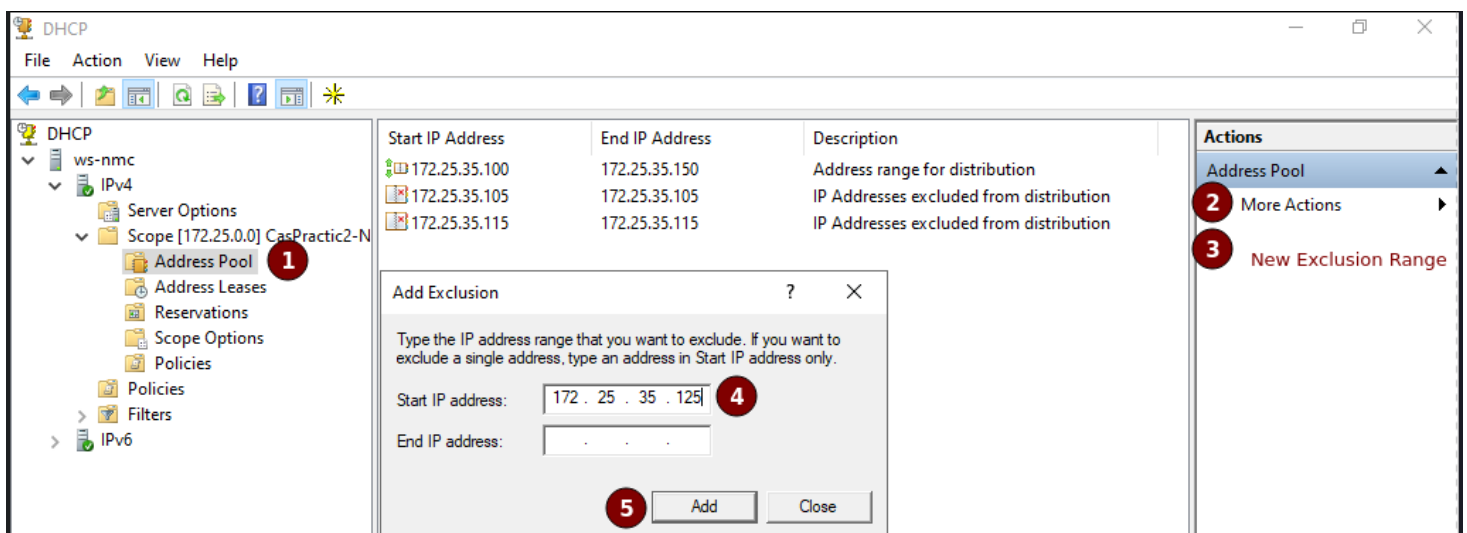 DHCP
File Action View Help
DHCP
ws-nmc
IPv4
Server Options
Scope [172.25.0.0] CasPractic2-N
Address Pool 1
Address Leases
Reservations
Scope Options
Policies
Policies
Filters
IPv6
Start IP Address End IP Address Description
172.25.35.100 172.25.35.150 Address range for distribution
172.25.35.105 172.25.35.105 IP Addresses excluded from distribution
172.25.35.115 172.25.35.115 IP Addresses excluded from distribution
Add Exclusion ? 
Type the IP address range that you want to exclude. If you want to
exclude a single address, type an address in Start IP address only.
Start IP address: 172 . 25 . 35 . 125 4
End IP address: . . .
5 Add Close
Actions
Address Pool
2 More Actions
3 New Exclusion Range